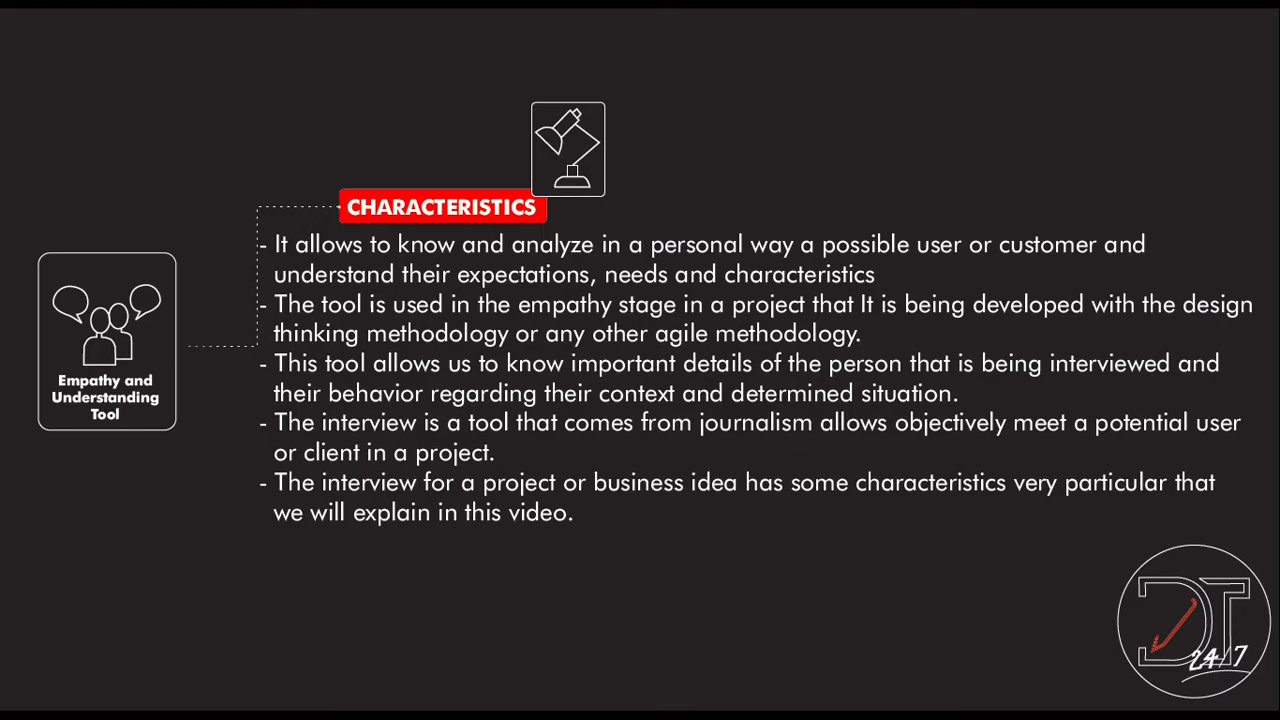 CHARACTERISTICS
- It allows to know and analyze in a personal way a possible user or customer and
understand their expectations, needs and characteristics
- The tool is used in the empathy stage in a project that It is being developed with the design
thinking methodology or any other agile methodology.
- This tool allows us to know important details of the person that is being interviewed and
their behavior regarding their context and determined situation.
- The interview is a tool that comes from journalism allows objectively meet a potential user
or client in a project.
- The interview for a project or business idea has some characteristics very particular that
we will explain in this video.
Empathy and
Understanding
Tool
DT
24/7